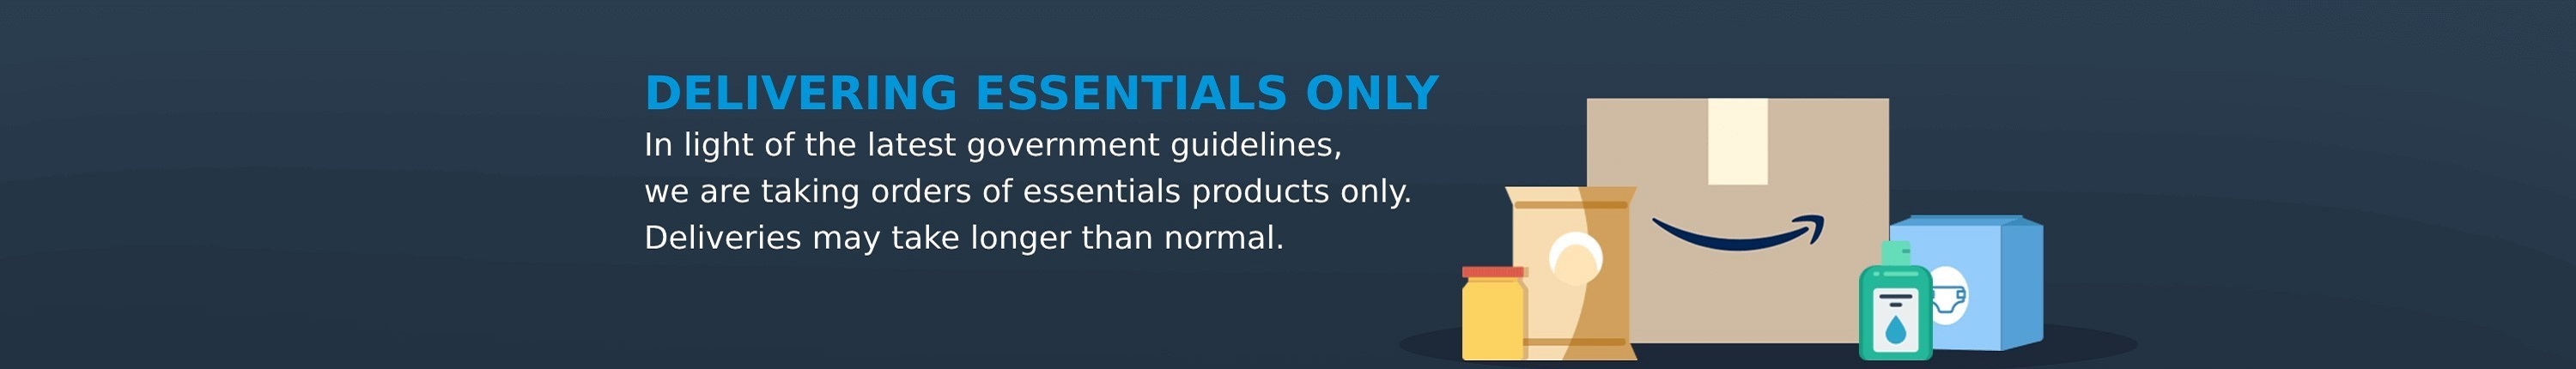 DELIVERING ESSENTIALS ONLY
In light of the latest government guidelines,
we are taking orders of essentials products only.
Deliveries may take longer than normal.